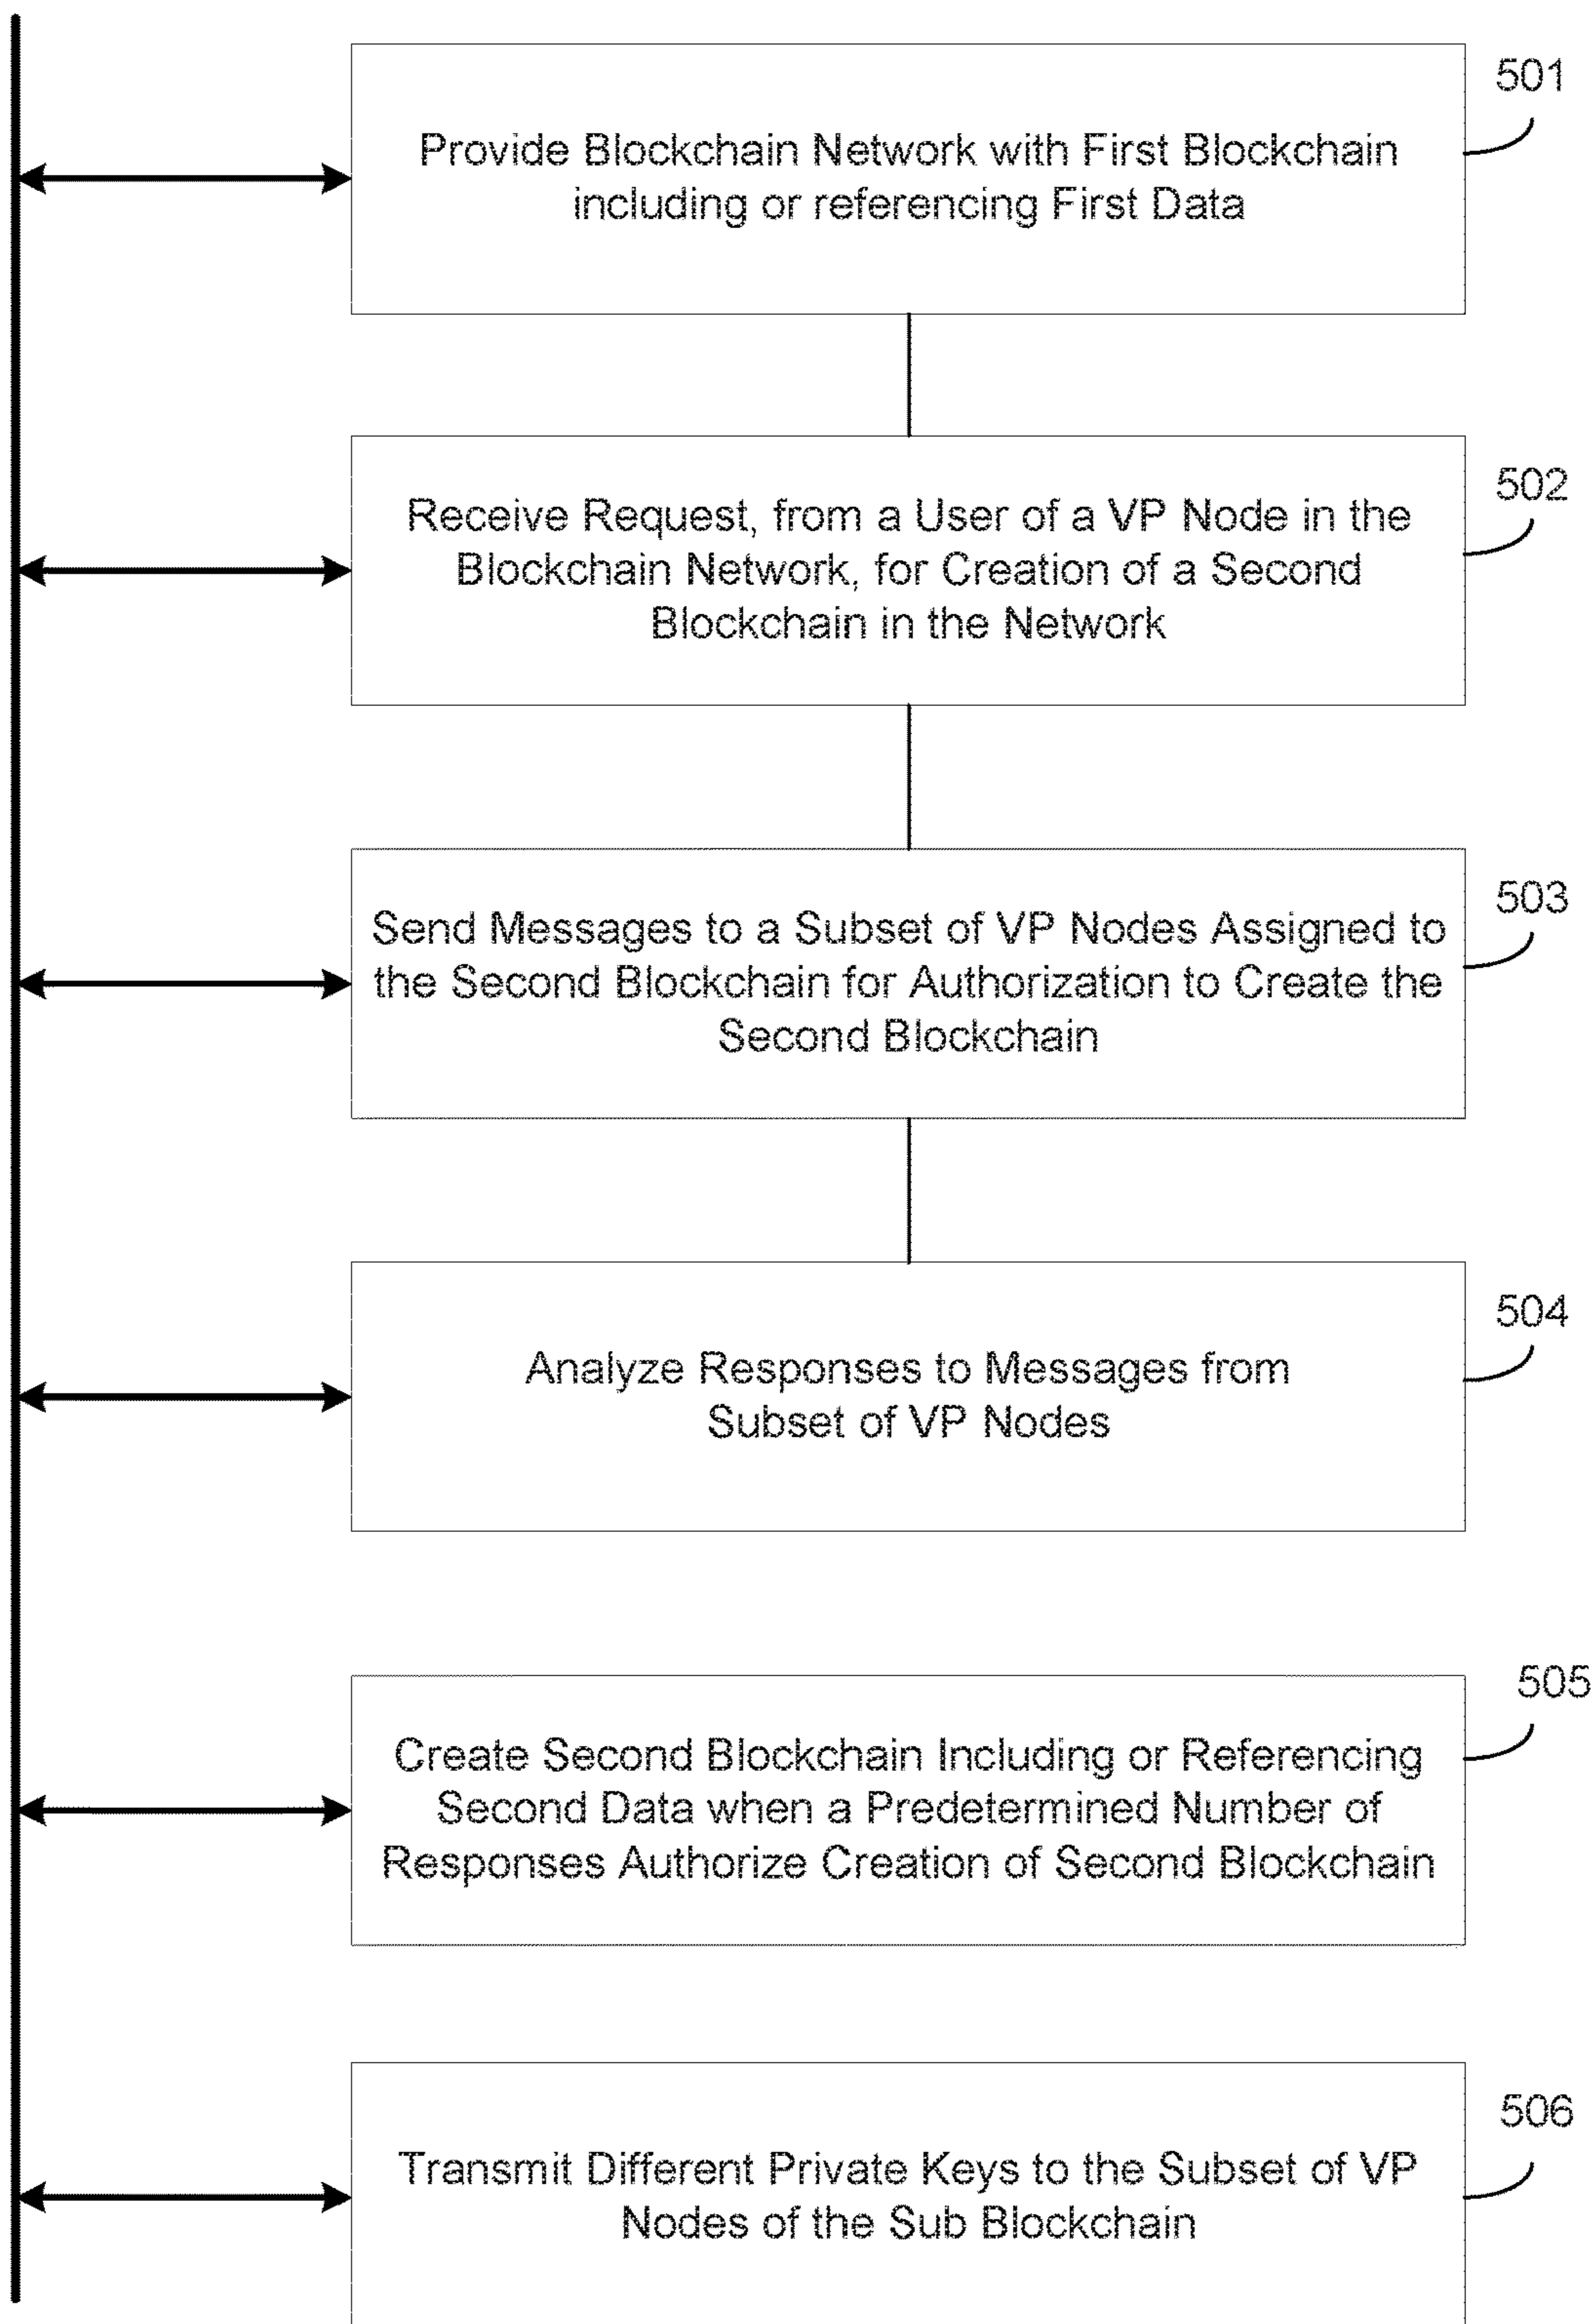 501
Provide Blockchain Network with First Blockchain
including or referencing First Data
502
Receive Request, from a User of a VP Node in the
Blockchain Network, for Creation of a Second
Blockchain in the Network
503
Send Messages to a Subset of VP Nodes Assigned to
the Second Blockchain for Authorization to Create the
Second Blockchain
504
Analyze Responses to Messages from
Subset of VP Nodes
505
Create Second Blockchain Including or Referencing
Second Data when a Predetermined Number of
Responses Authorize Creation of Second Blockchain
506
Transmit Different Private Keys to the Subset of VP
Nodes of the Sub Blockchain